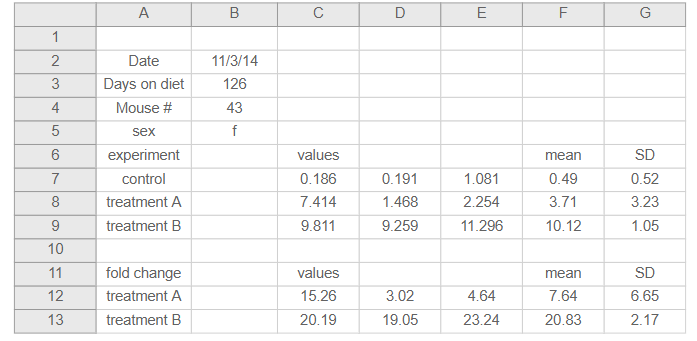 A B C D E F G
1
2 Date 11/3/14
3 Days on diet 126
4 Mouse # 43
5 sex f
6 experiment values mean SD
7 control 0.186 0.191 1.081 0.49 0.52
8 treatment A 7.414 1.468 2.254 3.71 3.23
9 treatment B 9.811 9.259 11.296 10.12 1.05
10
11 fold change values mean SD
12 treatment A 15.26 3.02 4.64 7.64 6.65
13 treatment B 20.19 19.05 23.24 20.83 2.17